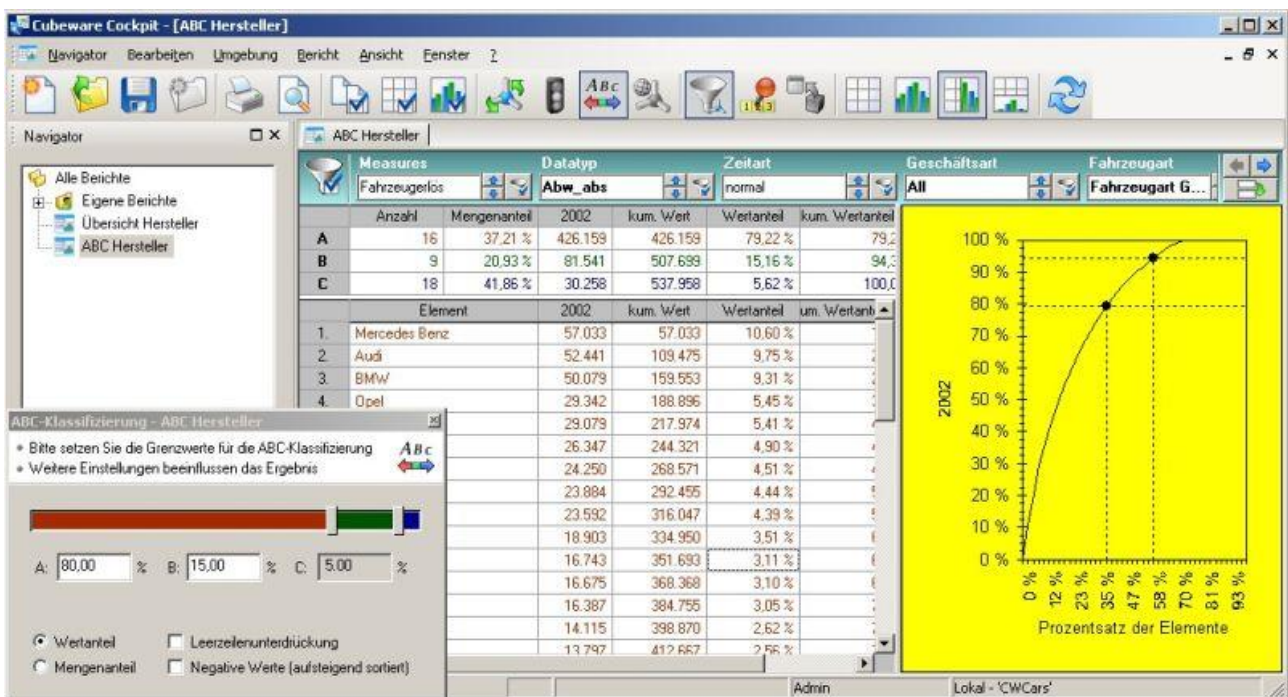 Cubeware Cockpit - [ABC Hersteller]
Navigator Bearbeiten Umgebung Bericht Ansicht Fenster ?
ABC
1 2 3
Navigator
ABC Hersteller
Alle Berichte
Eigene Berichte
Übersicht Hersteller
ABC Hersteller
Measures Datatyp Zeitart Geschäftsart Fahrzeugart
Fahrzeugerlös Abw_abs normal All Fahrzeugart G...
Anzahl Mengenanteil 2002 kum. Wert Wertanteil kum. Wertanteil
A 16 37,21 % 426.159 426.159 79,22 % 79,2
B 9 20,93 % 81.541 507.699 15,16 % 94,3
C 18 41,86 % 30.258 537.958 5,62 % 100,0
Element 2002 kum. Wert Wertanteil um. Wertant
1. Mercedes Benz 57.033 57.033 10,60 %
2. Audi 52.441 109.475 9,75 %
3. BMW 50.079 159.553 9,31 %
4. Opel 29.342 188.896 5,45 %
29.079 217.974 5,41 %
26.347 244.321 4,90 %
24.250 268.571 4,51 %
23.884 292.455 4,44 %
23.592 316.047 4,39 %
18.903 334.950 3,51 %
16.743 351.693 3,11 %
16.675 368.368 3,10 %
16.387 384.755 3,05 %
14.115 398.870 2,62 %
13.797 412.667 2,56 %
ABC-Klassifizierung - ABC Hersteller
Bitte setzen Sie die Grenzwerte für die ABC-Klassifizierung
Weitere Einstellungen beeinflussen das Ergebnis
ABC
A: 80,00 % B: 15,00 % C: 5.00 %
Wertanteil Leerzeilenunterdrückung
Mengenanteil Negative Werte (aufsteigend sortiert)
100 %
90 %
80 %
70 %
60 %
50 %
40 %
30 %
20 %
10 %
0 %
2002
0 % 12 % 23 % 35 % 47 % 58 % 70 % 81 % 93 %
Prozentsatz der Elemente
Admin Lokal - 'CWCars'